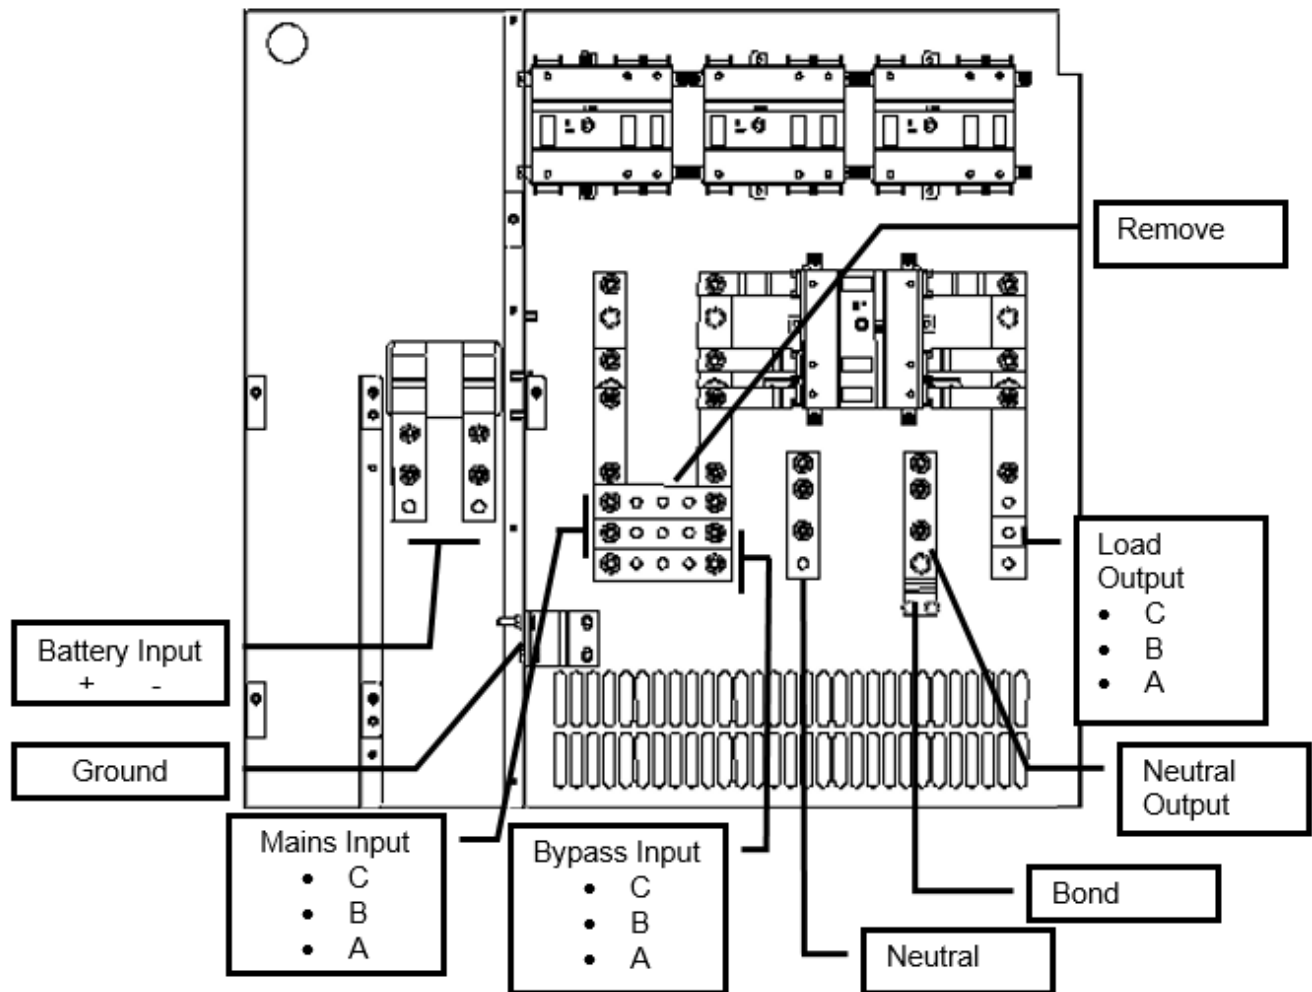 Remove
Load
Output
• C
• B
• A
Battery Input
+ -
Ground
Neutral
Output
Mains Input
• C
• B
• A
Bypass Input
• C
• B
• A
Bond
Neutral